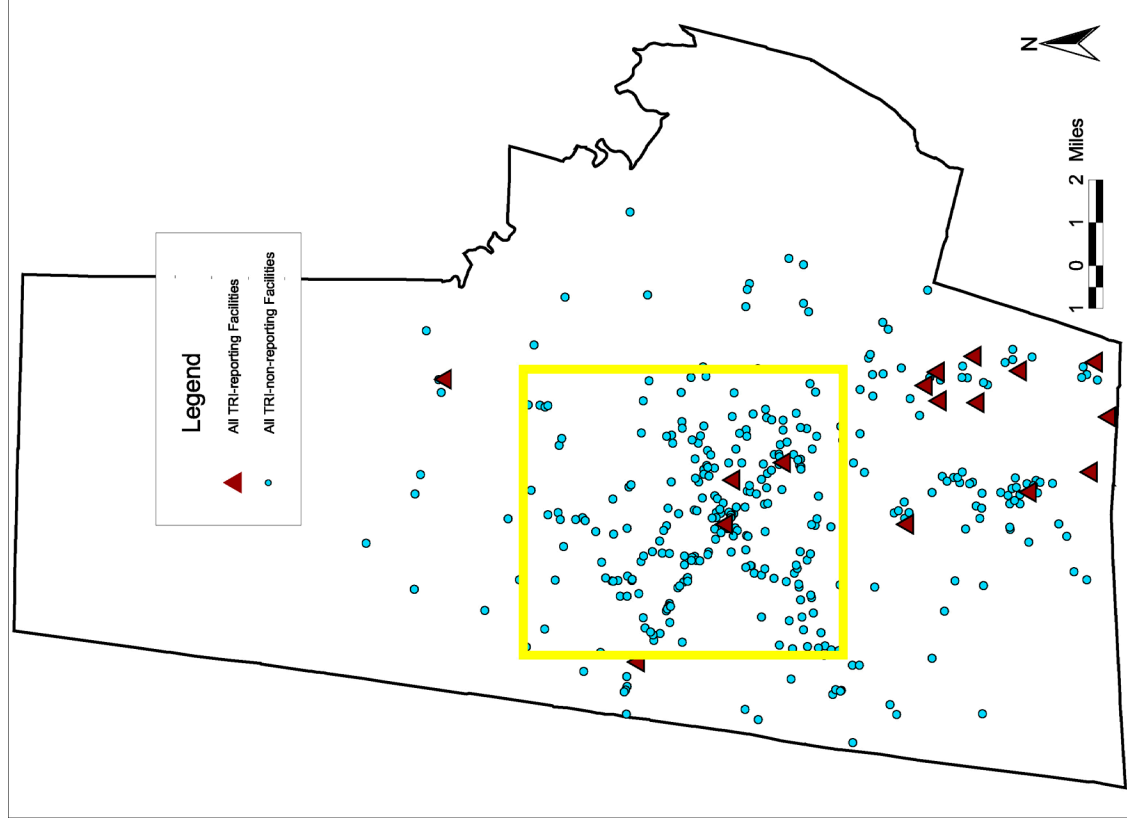 Legend
All TRI-reporting Facilities
All TRI-non-reporting Facilities
N
1 0 1 2 Miles